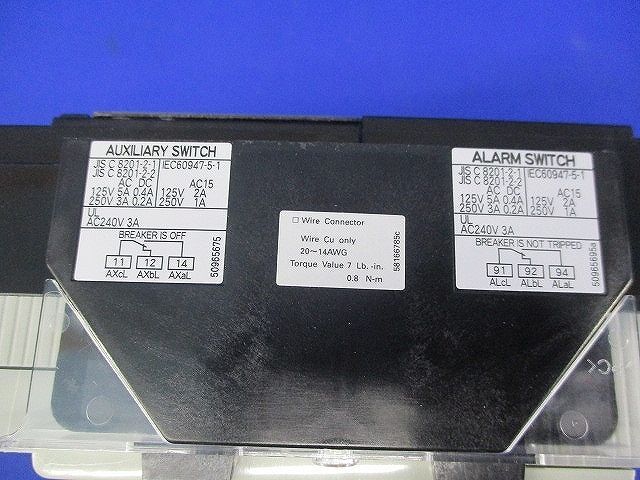 AUXILIARY SWITCH
JIS C 8201-2-1 IEC60947-5-1
JIS C 8201-2-2
AC DC AC15
125V 5A 0.4A 125V 2A
250V 3A 0.2A 250V 1A
UL
AC240V 3A
BREAKER IS OFF
11 12 14
AXcL AXbL AXaL
50965675
□ Wire Connector
Wire Cu only
20～14AWG
Torque Value 7 Lb.-in.
0.8 N-m
58166785c
ALARM SWITCH
JIS C 8201-2-1 IEC60947-5-1
JIS C 8201-2-2
AC DC AC15
125V 5A 0.4A 125V 2A
250V 3A 0.2A 250V 1A
UL
AC240V 3A
BREAKER IS NOT TRIPPED
91 92 94
ALcL ALbL ALaL
50965695a